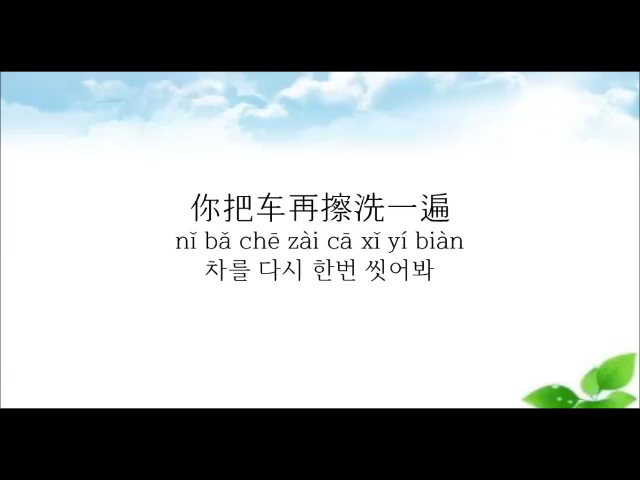 你把车再擦洗一遍
nǐ bǎ chē zài cā xǐ yí biàn
차를 다시 한번 씻어봐